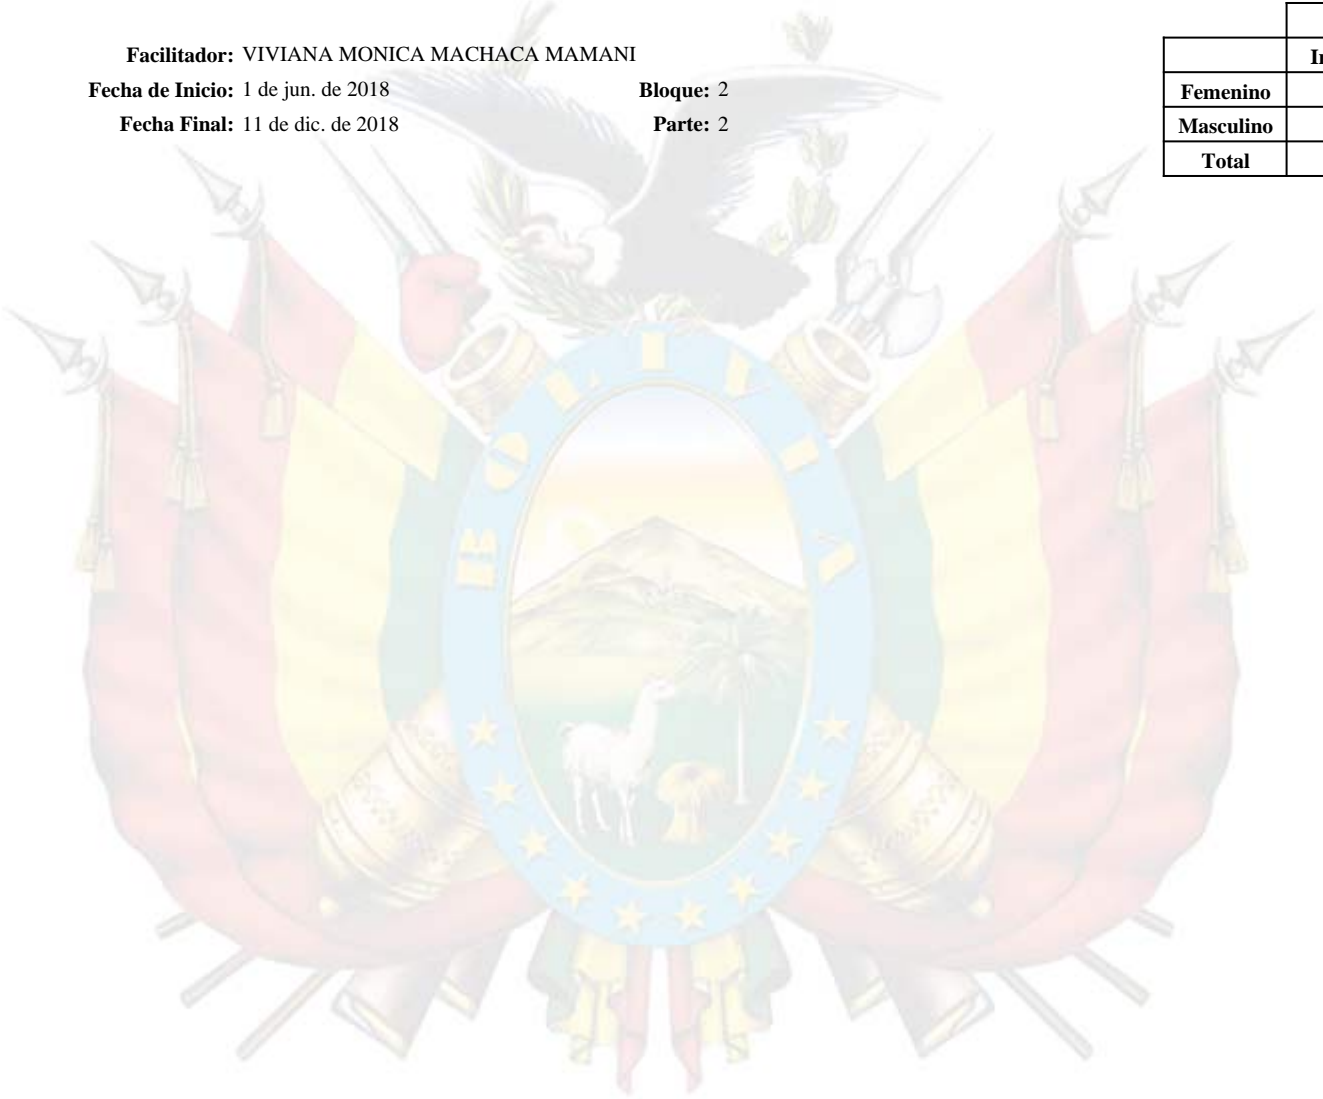 Facilitador: VIVIANA MONICA MACHACA MAMANI
Fecha de Inicio: 1 de jun. de 2018 Bloque: 2
Fecha Final: 11 de dic. de 2018 Parte: 2
Femenino
Masculino
Total
BOLIVIA